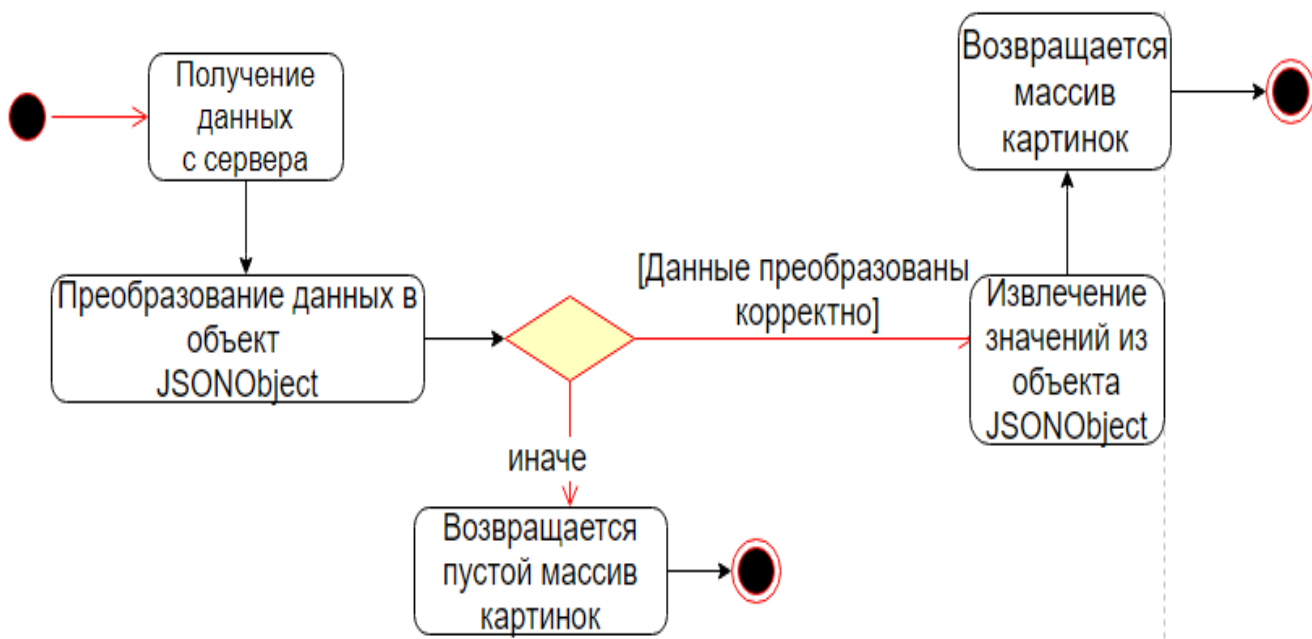 Получение
данных
с сервера
Преобразование данных в
объект
JSONObject
[Данные преобразованы
корректно]
Извлечение
значений из
объекта
JSONObject
Возвращается
массив
картинок
иначе
Возвращается
пустой массив
картинок